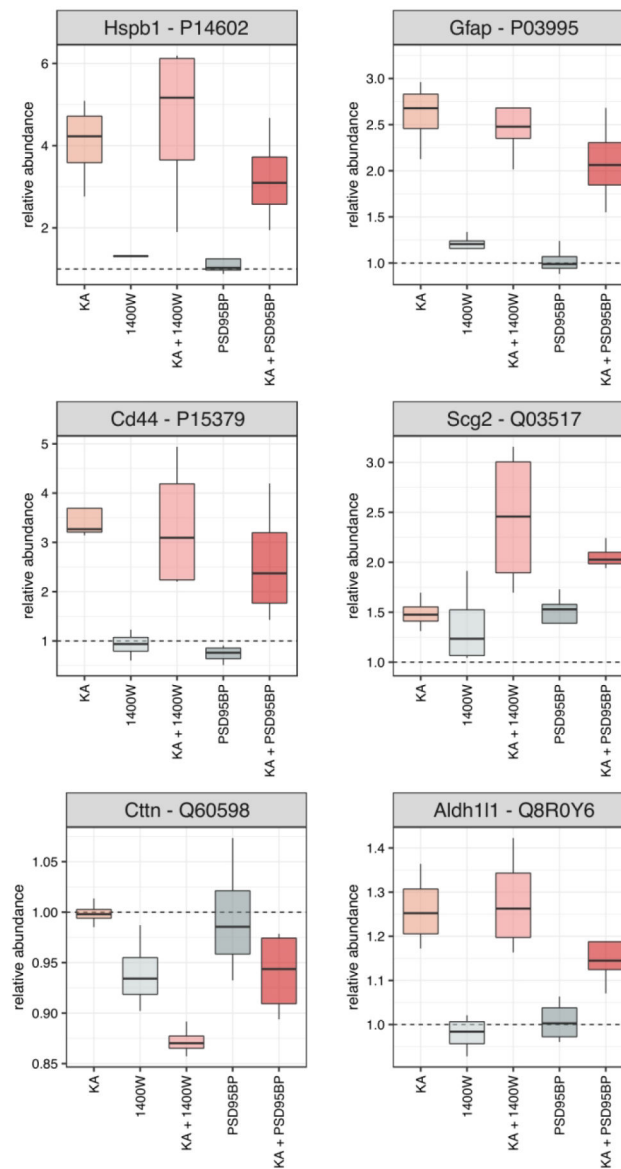 Hspb1 - P14602
relative abundance
6
4
2
KA
1400W
KA + 1400W
PSD95BP
KA + PSD95BP
Gfap - P03995
relative abundance
3.0
2.5
2.0
1.5
1.0
KA
1400W
KA + 1400W
PSD95BP
KA + PSD95BP
Cd44 - P15379
relative abundance
5
4
3
2
1
KA
1400W
KA + 1400W
PSD95BP
KA + PSD95BP
Scg2 - Q03517
relative abundance
3.0
2.5
2.0
1.5
1.0
KA
1400W
KA + 1400W
PSD95BP
KA + PSD95BP
Cttn - Q60598
relative abundance
1.05
1.00
0.95
0.90
0.85
KA
1400W
KA + 1400W
PSD95BP
KA + PSD95BP
Aldh1l1 - Q8R0Y6
relative abundance
1.4
1.3
1.2
1.1
1.0
KA
1400W
KA + 1400W
PSD95BP
KA + PSD95BP